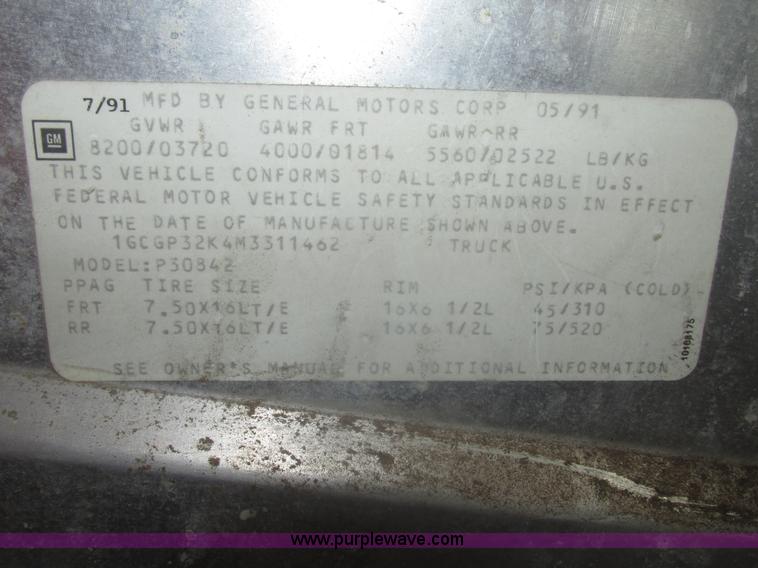 7/91 MFD BY GENERAL MOTORS CORP 05/91
GVWR GAWR FRT GAWR RR
GM
8200/03720 4000/01814 5560/02522 LB/KG
THIS VEHICLE CONFORMS TO ALL APPLICABLE U.S.
FEDERAL MOTOR VEHICLE SAFETY STANDARDS IN EFFECT
ON THE DATE OF MANUFACTURE SHOWN ABOVE.
1GCGP32K4M3311462 TRUCK
MODEL:P30842
PPAG TIRE SIZE RIM PSI/KPA (COLD)
FRT 7.50X16LT/E 16X6 1/2L 45/310
RR 7.50X16LT/E 16X6 1/2L 75/520
10168175
SEE OWNER'S MANUAL FOR ADDITIONAL INFORMATION
www.purplewave.com